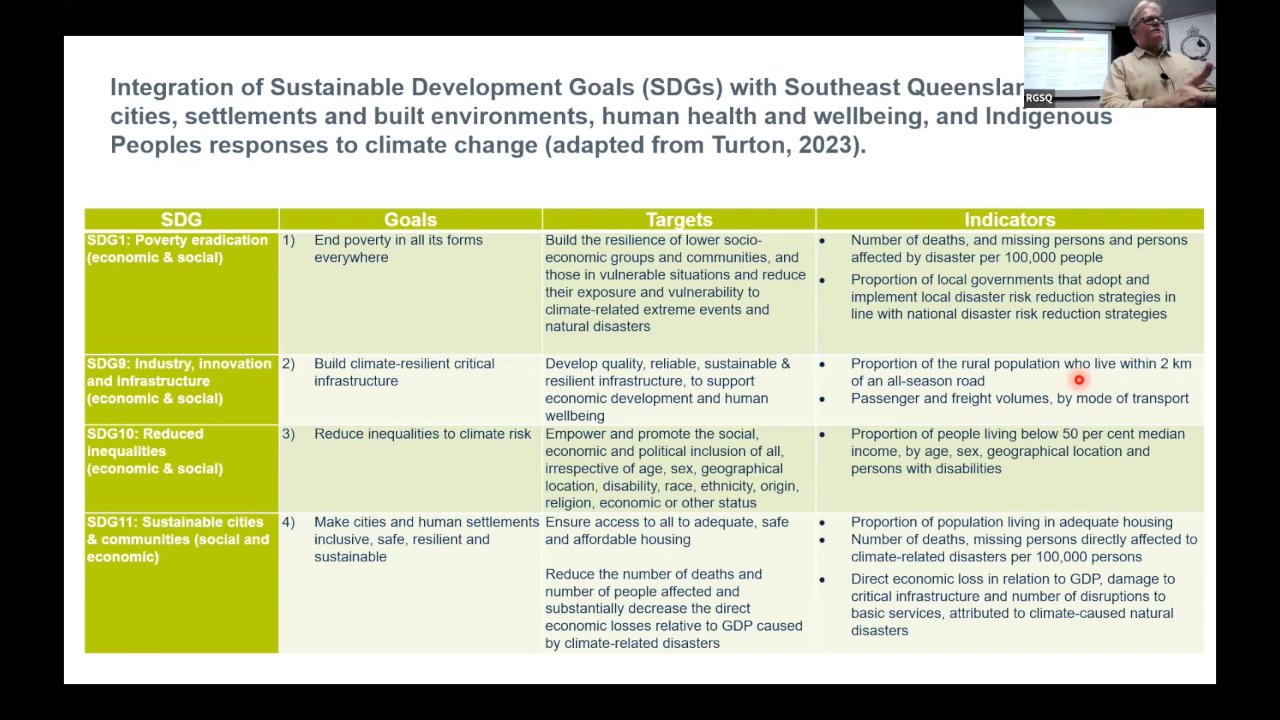 Integration of Sustainable Development Goals (SDGs) with Southeast
cities, settlements and built environments, human health and wellbeing, and Indigenous
Peoples responses to climate change (adapted from Turton, 2023).
RGSQ
SDG
Goals
Targets
Indicators
SDG1: Poverty eradication
(economic & social)
1) End poverty in all its forms
everywhere
Build the resilience of lower socio-
economic groups and communities, and
those in vulnerable situations and reduce
their exposure and vulnerability to
climate-related extreme events and
natural disasters
• Number of deaths, and missing persons and persons
affected by disaster per 100,000 people
• Proportion of local governments that adopt and
implement local disaster risk reduction strategies in
line with national disaster risk reduction strategies
SDG9: Industry, innovation
and infrastructure
(economic & social)
2) Build climate-resilient critical
infrastructure
Develop quality, reliable, sustainable &
resilient infrastructure, to support
economic development and human
wellbeing
• Proportion of the rural population who live within 2 km
of an all-season road
• Passenger and freight volumes, by mode of transport
SDG10: Reduced
inequalities
(economic & social)
3) Reduce inequalities to climate risk
Empower and promote the social,
economic and political inclusion of all,
irrespective of age, sex, geographical
location, disability, race, ethnicity, origin,
religion, economic or other status
• Proportion of people living below 50 per cent median
income, by age, sex, geographical location and
persons with disabilities
SDG11: Sustainable cities
& communities (social and
economic)
4) Make cities and human settlements
inclusive, safe, resilient and
sustainable
Ensure access to all to adequate, safe
and affordable housing
Reduce the number of deaths and
number of people affected and
substantially decrease the direct
economic losses relative to GDP caused
by climate-related disasters
• Proportion of population living in adequate housing
• Number of deaths, missing persons directly affected to
climate-related disasters per 100,000 persons
• Direct economic loss in relation to GDP, damage to
critical infrastructure and number of disruptions to
basic services, attributed to climate-caused natural
disasters